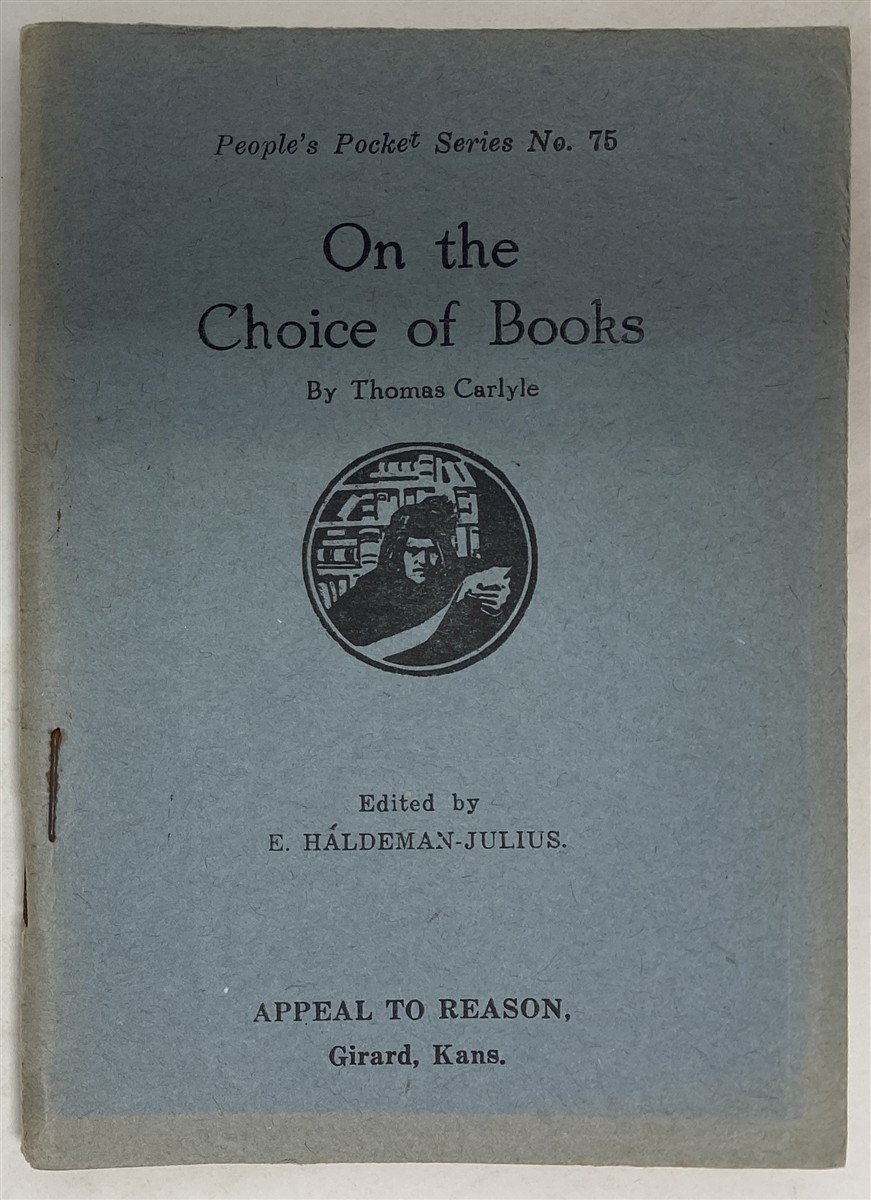 People's Pocket Series No. 75
On the
Choice of Books
By Thomas Carlyle
Edited by
E. HALDEMAN-JULIUS.
APPEAL TO REASON,
Girard, Kans.